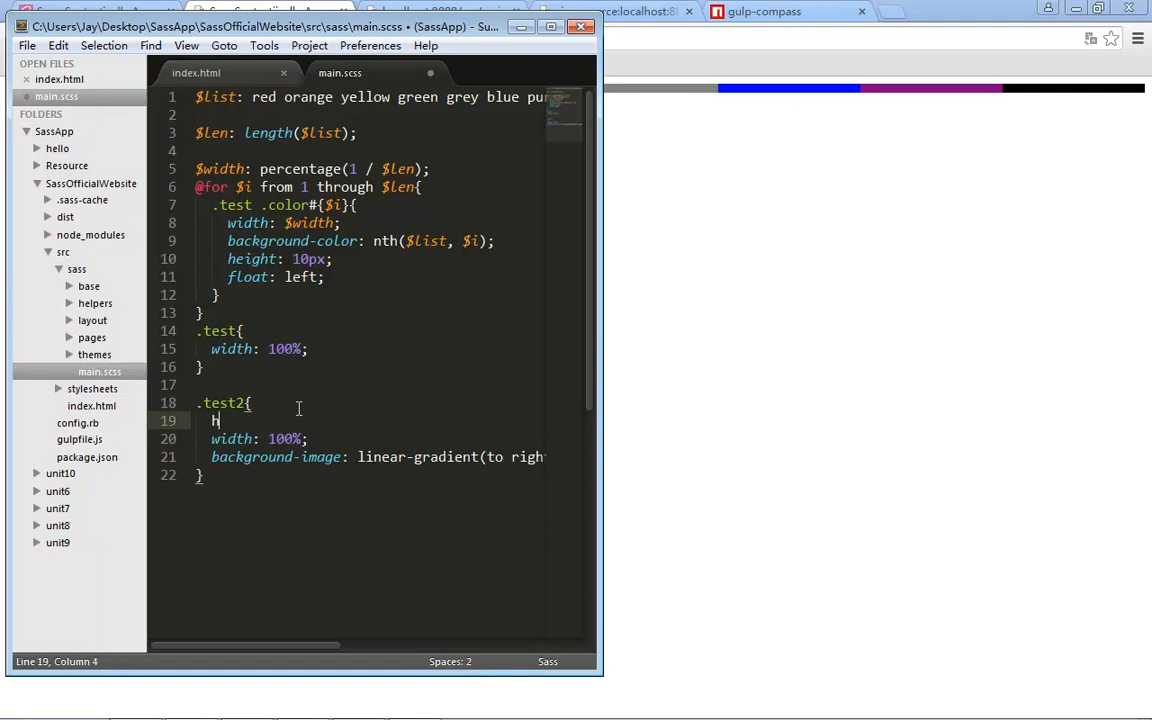 C:\Users\Jay\Desktop\SassApp\SassOfficialWebsite\src\sass\main.scss • (SassApp) - Su...
gulp-compass
File Edit Selection Find View Goto Tools Project Preferences Help
OPEN FILES
index.html
main.scss
FOLDERS
SassApp
hello
Resource
SassOfficialWebsite
.sass-cache
dist
node_modules
src
sass
base
helpers
layout
pages
themes
main.scss
stylesheets
index.html
config.rb
gulpfile.js
package.json
unit10
unit6
unit7
unit8
unit9
index.html main.scss
1 $list: red orange yellow green grey blue pu
2
3 $len: length($list);
4
5 $width: percentage(1 / $len);
6 @for $i from 1 through $len{
7 .test .color#{$i}{
8 width: $width;
9 background-color: nth($list, $i);
10 height: 10px;
11 float: left;
12 }
13 }
14 .test{
15 width: 100%;
16 }
17
18 .test2{
19 h
20 width: 100%;
21 background-image: linear-gradient(to righ
22 }
Line 19, Column 4 Spaces: 2 Sass